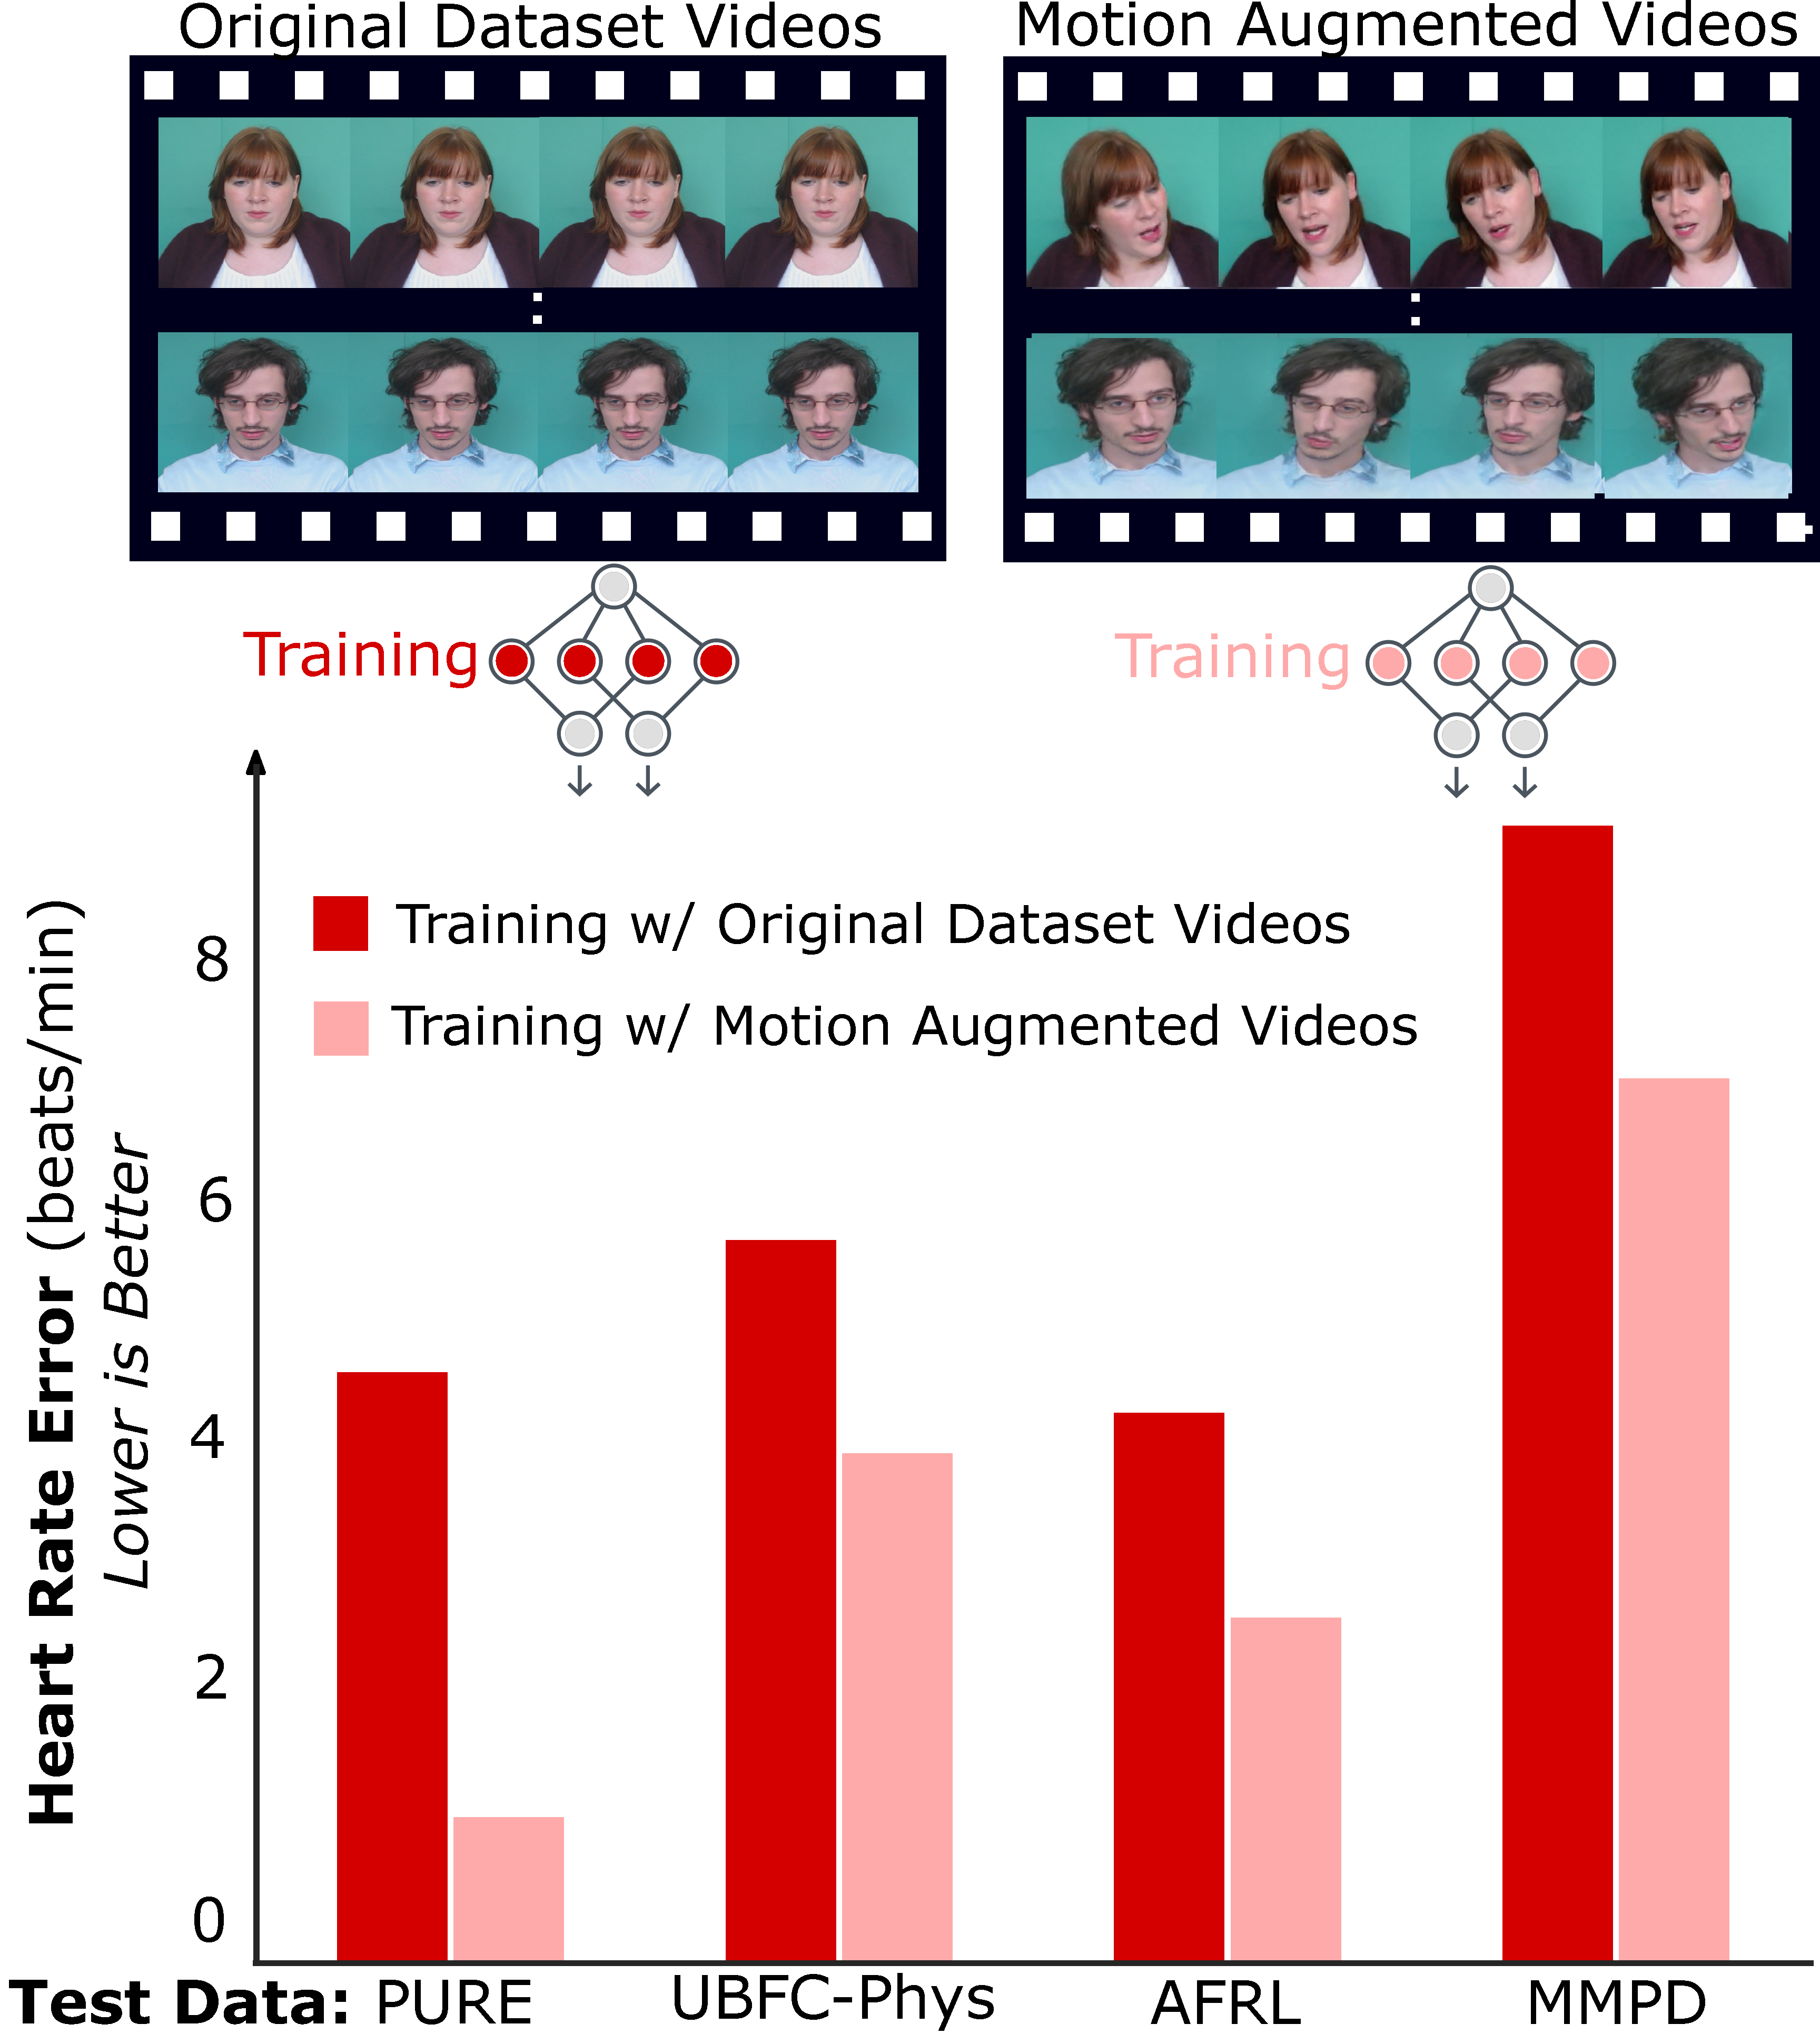 Original Dataset Videos
Motion Augmented Videos
Training
Training
Training w/ Original Dataset Videos
Training w/ Motion Augmented Videos
Heart Rate Error (beats/min)
Lower is Better
8
6
4
2
0
Test Data: PURE UBFC-Phys AFRL MMPD